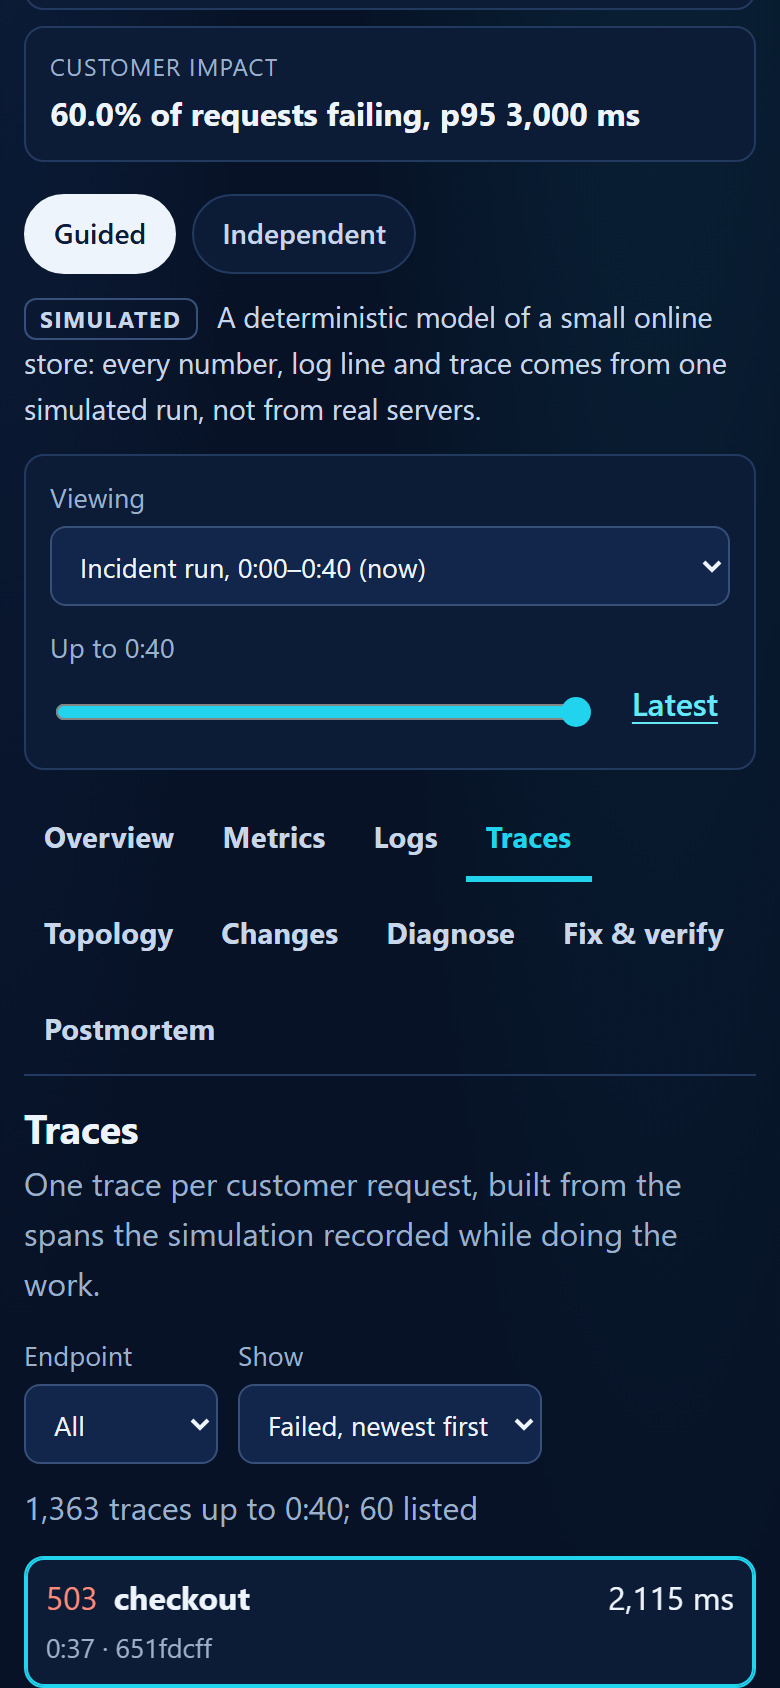 CUSTOMER IMPACT
60.0% of requests failing, p95 3,000 ms
Guided
Independent
SIMULATED A deterministic model of a small online
store: every number, log line and trace comes from one
simulated run, not from real servers.
Viewing
Incident run, 0:00–0:40 (now)
Up to 0:40
Latest
Overview Metrics Logs Traces
Topology Changes Diagnose Fix & verify
Postmortem
Traces
One trace per customer request, built from the
spans the simulation recorded while doing the
work.
Endpoint Show
All Failed, newest first
1,363 traces up to 0:40; 60 listed
503 checkout 2,115 ms
0:37 · 651fdcff